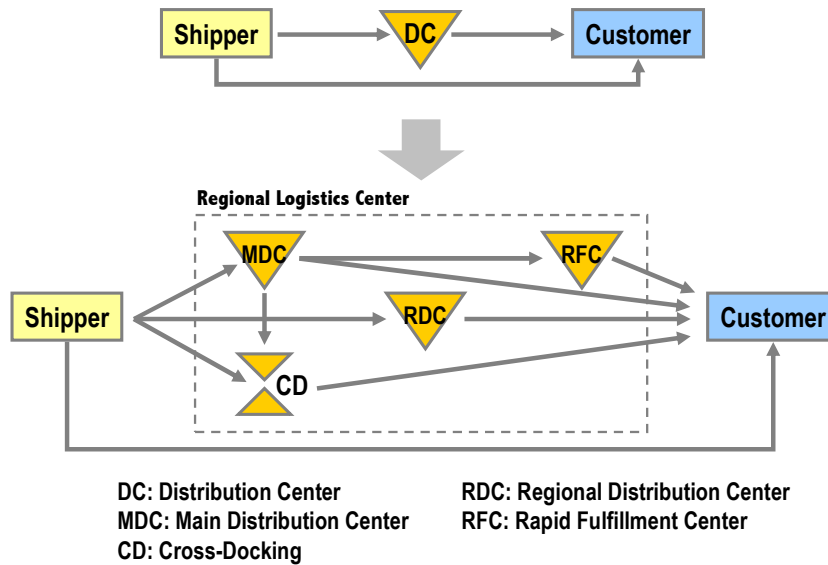 Shipper
DC
Customer
Regional Logistics Center
MDC
RFC
Shipper
RDC
Customer
CD
DC: Distribution Center
RDC: Regional Distribution Center
MDC: Main Distribution Center
RFC: Rapid Fulfillment Center
CD: Cross-Docking